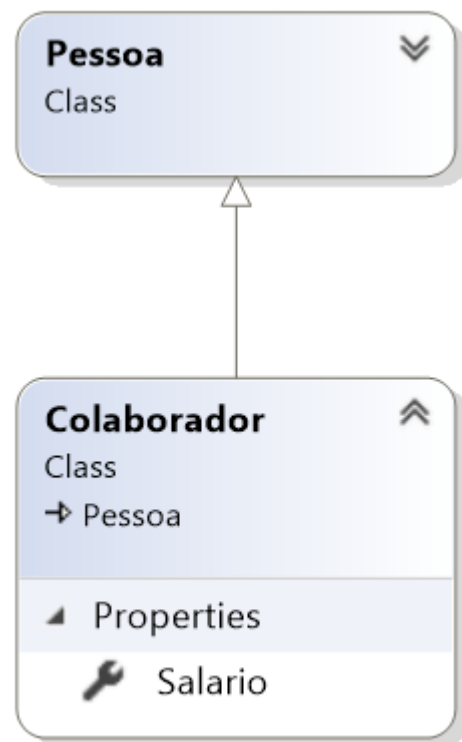 Pessoa
Class
Colaborador
Class
Pessoa
Properties
Salario